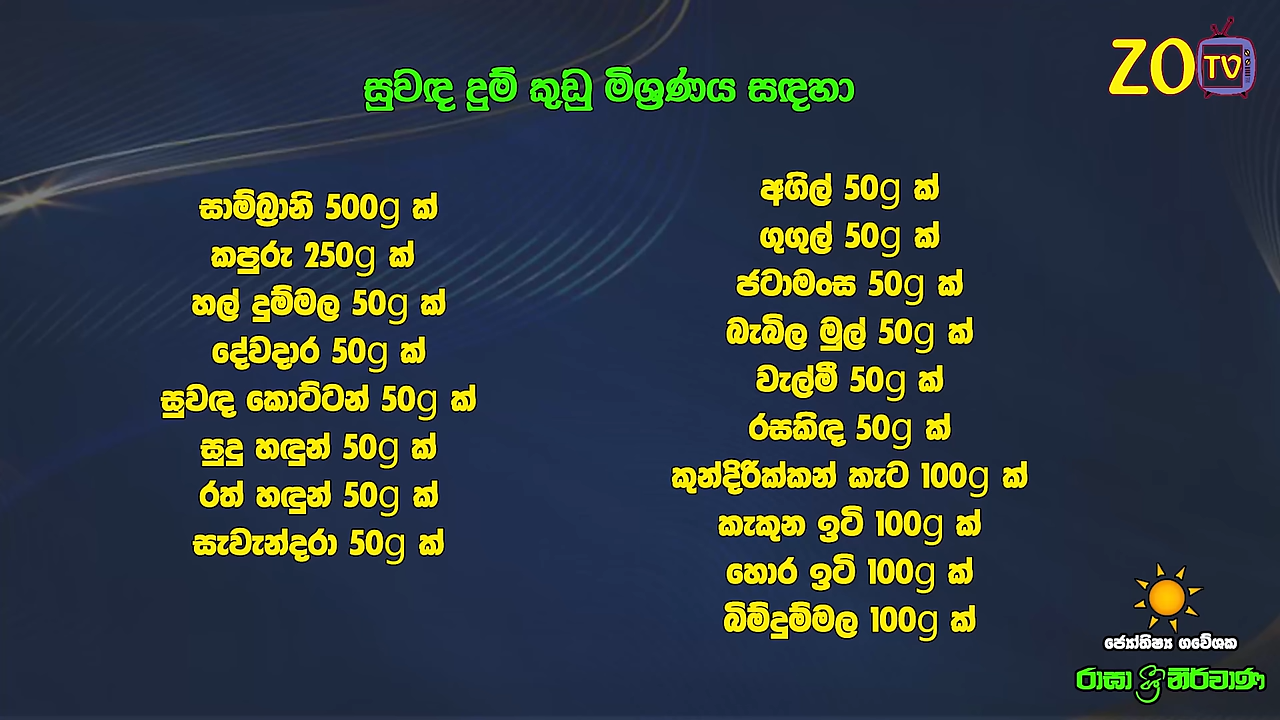 ZO TV
සුවඳ දුම් කුඩු මිශ්‍රණය සඳහා
සාම්බ්‍රානි 500g ක්
කපුරු 250g ක්
හල් දුම්මල 50g ක්
දේවදාර 50g ක්
සුවඳ කොට්ටන් 50g ක්
සුදු හඳුන් 50g ක්
රත් හඳුන් 50g ක්
සැවැන්දරා 50g ක්
අගිල් 50g ක්
ගුගුල් 50g ක්
ජටාමංස 50g ක්
බැබිල මුල් 50g ක්
වැල්මී 50g ක්
රසකිඳ 50g ක්
කුන්දිරික්කන් කැට 100g ක්
කැකුන ඉටි 100g ක්
හොර ඉටි 100g ක්
බිම්දුම්මල 100g ක්
ජ්‍යෝතිෂ්‍ය ගවේශක
රාඝා ශ්‍රී නිර්වාණ